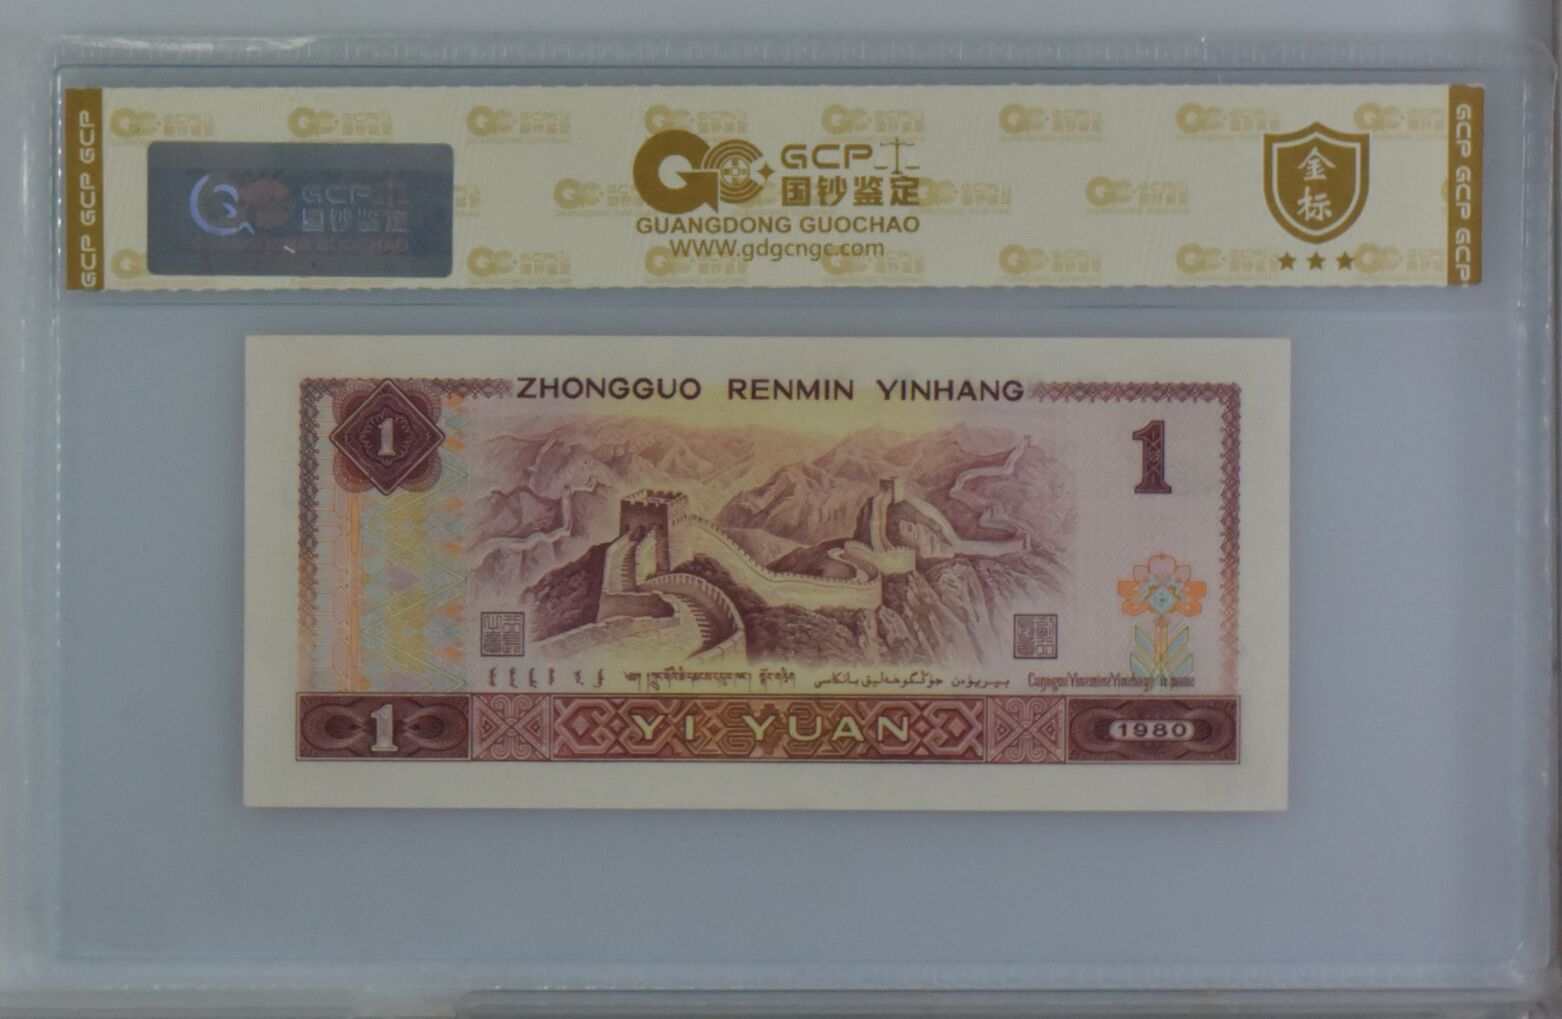 GCP 国钞鉴定
GUANGDONG GUOCHAO
WWW.gdgcngc.com
GCP GCP GCP
GCP
国钞鉴定
GUANGDONG GUOCHAO
金标
GCP GCP GCP
ZHONGGUO RENMIN YINHANG
1
1
1
YI YUAN
1980